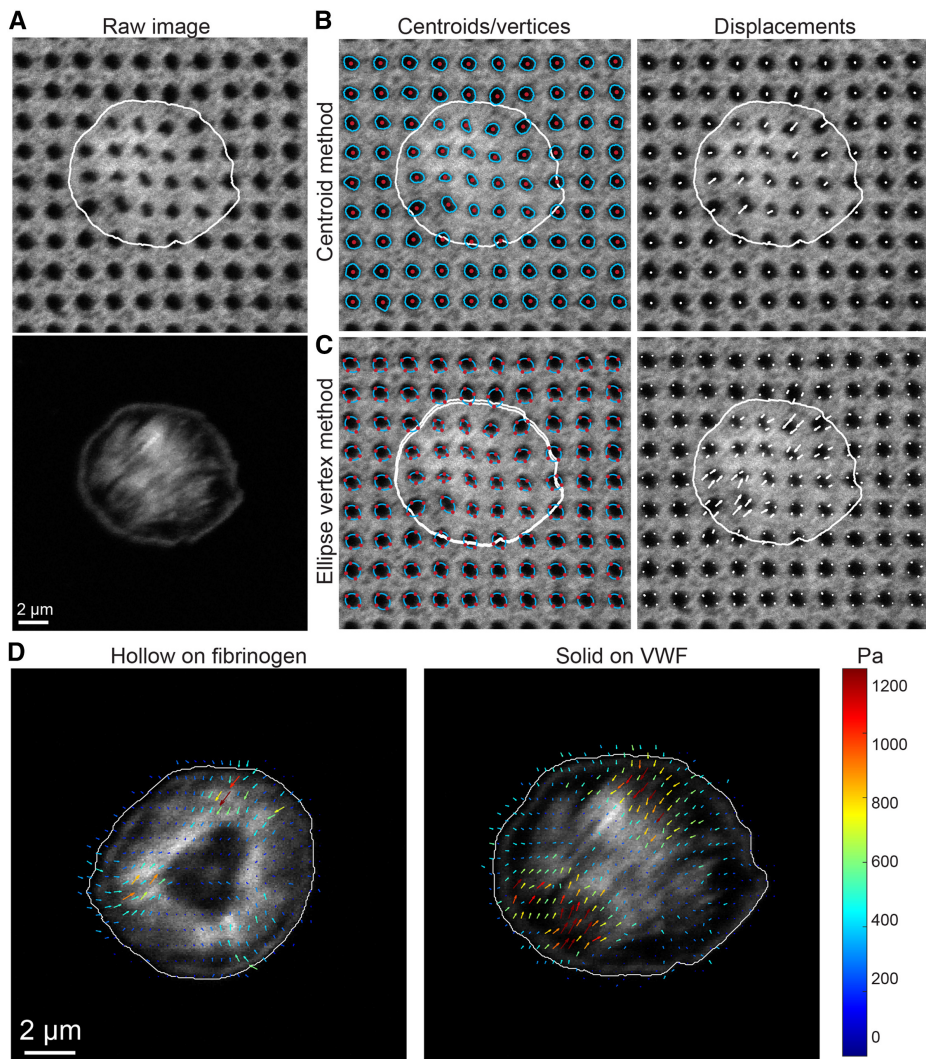 A
Raw image
B
Centroids/vertices
Displacements
Centroid method
C
Ellipse vertex method
2 µm
D
Hollow on fibrinogen
Solid on VWF
Pa
1200
1000
800
600
400
200
0
2 µm